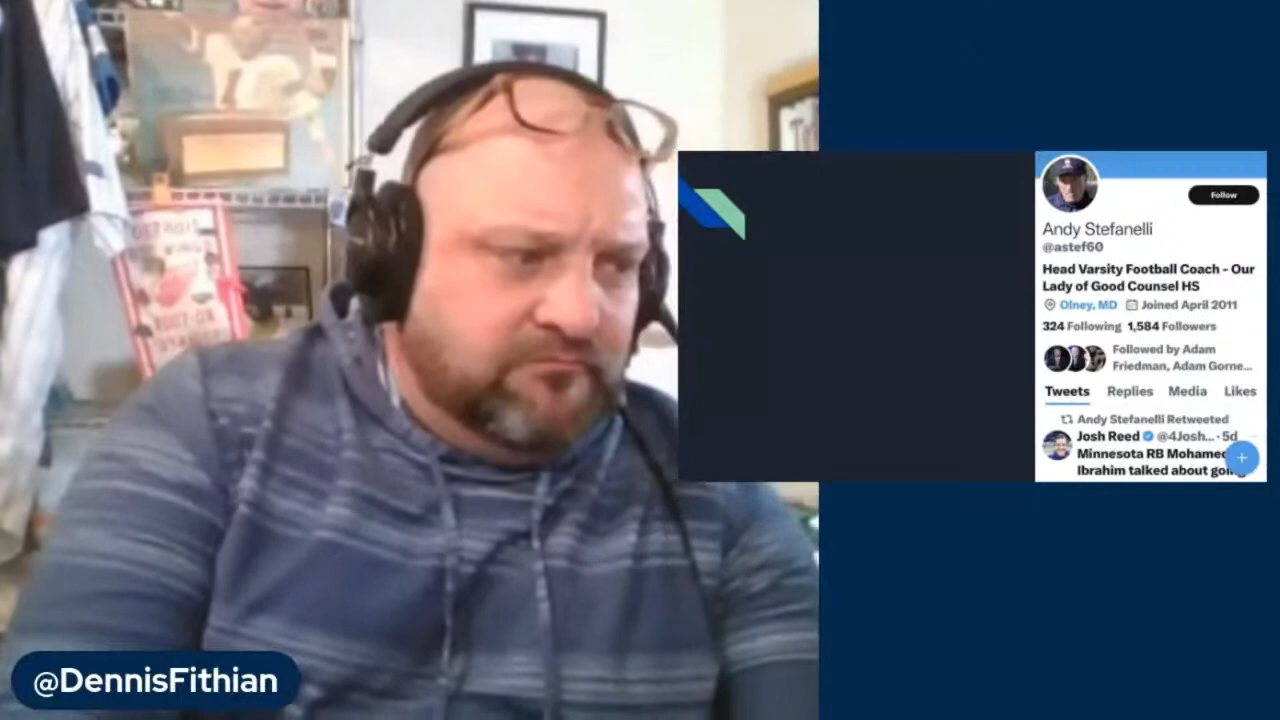 DETROIT
Follow
Andy Stefanelli
@astef60
Head Varsity Football Coach - Our
Lady of Good Counsel HS
Olney, MD Joined April 2011
324 Following 1,584 Followers
Followed by Adam
Friedman, Adam Gorne...
Tweets Replies Media Likes
Andy Stefanelli Retweeted
Josh Reed @4Josh... · 5d
Minnesota RB Mohamed
Ibrahim talked about going
@DennisFithian